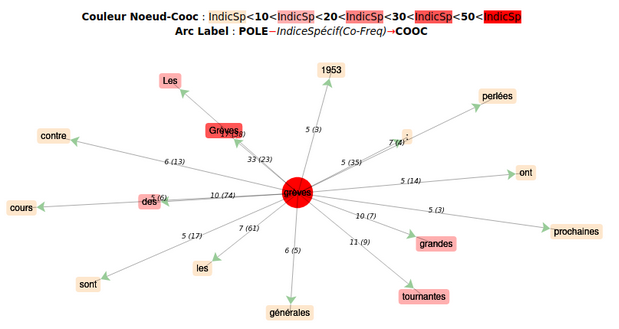 Couleur Noeud-Cooc : IndicSp<10<IndicSp<20<IndicSp<30<IndicSp<50<IndicSp
Arc Label : POLE−IndiceSpécif(Co-Freq)→COOC
1953
Les
perlées
Grèves
:
5 (3)
7 (4)
contre
33 (23)
5 (35)
6 (13)
ont
5 (14)
grèves
des
5 (6)
10 (74)
cours
5 (3)
10 (7)
prochaines
7 (61)
5 (17)
11 (9)
grandes
6 (5)
les
sont
tournantes
générales